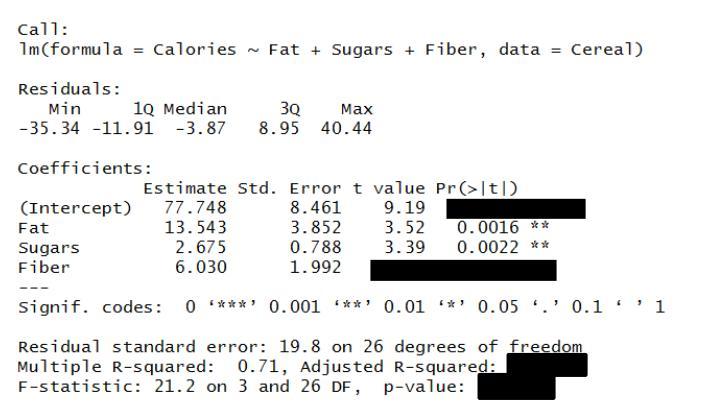 Call:
lm(formula = Calories ~ Fat + Sugars + Fiber, data = Cereal)
Residuals:
Min 1Q Median 3Q Max
-35.34 -11.91 -3.87 8.95 40.44
Coefficients:
Estimate Std. Error t value Pr(>|t|)
(Intercept) 77.748 8.461 9.19
Fat 13.543 3.852 3.52 0.0016 **
Sugars 2.675 0.788 3.39 0.0022 **
Fiber 6.030 1.992
---
Signif. codes: 0 ‘***’ 0.001 ‘**’ 0.01 ‘*’ 0.05 ‘.’ 0.1 ‘ ’ 1
Residual standard error: 19.8 on 26 degrees of freedom
Multiple R-squared: 0.71, Adjusted R-squared:
F-statistic: 21.2 on 3 and 26 DF, p-value: